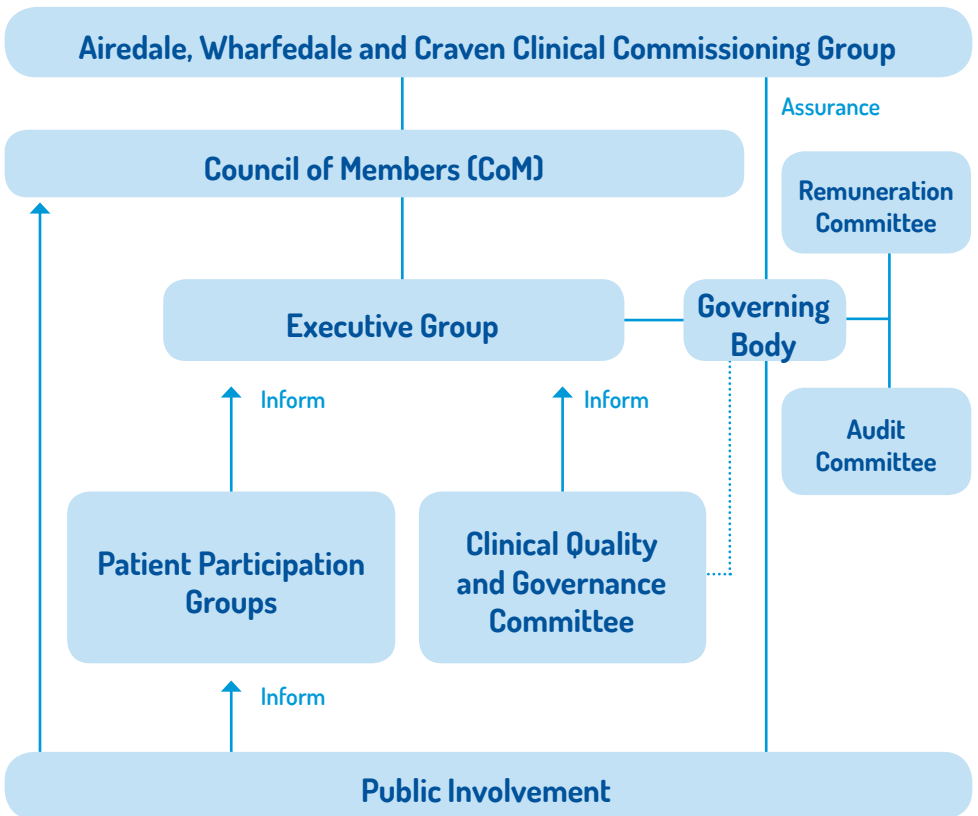 Airedale, Wharfedale and Craven Clinical Commissioning Group
Assurance
Council of Members (CoM)
Remuneration
Committee
Executive Group
Governing
Body
Inform
Inform
Audit
Committee
Patient Participation
Groups
Clinical Quality
and Governance
Committee
Inform
Public Involvement